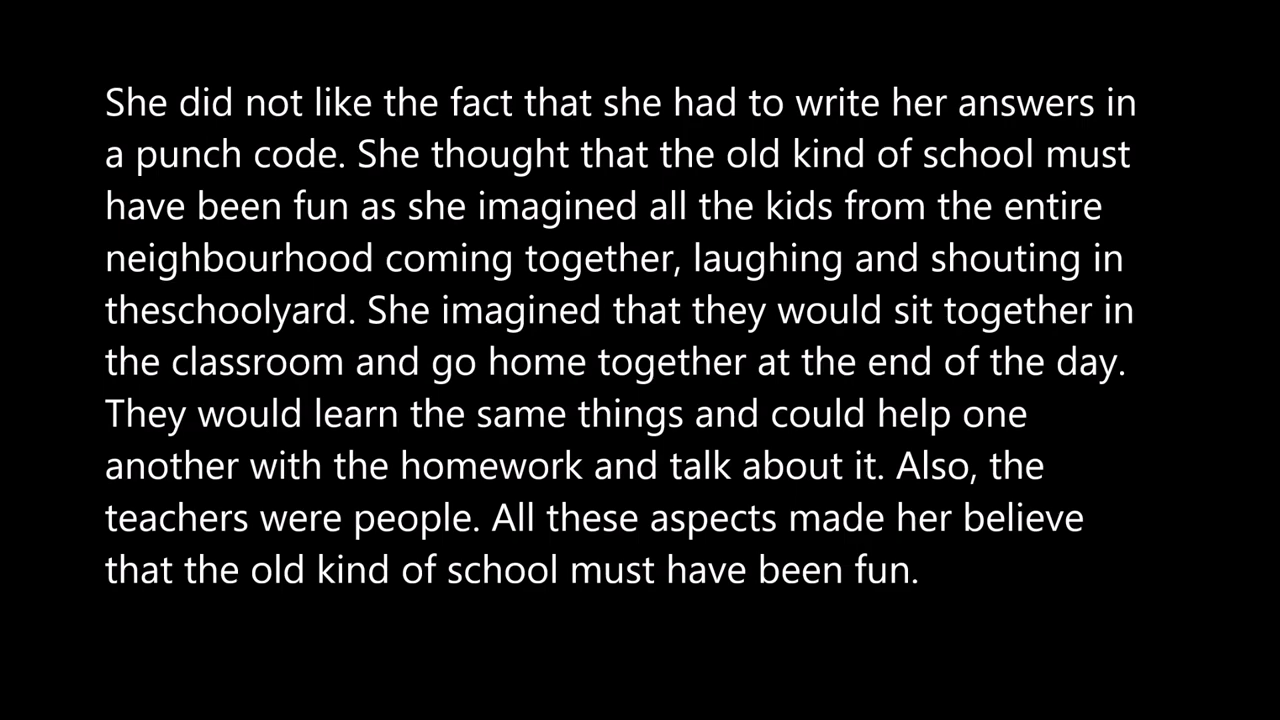 She did not like the fact that she had to write her answers in
a punch code. She thought that the old kind of school must
have been fun as she imagined all the kids from the entire
neighbourhood coming together, laughing and shouting in
theschoolyard. She imagined that they would sit together in
the classroom and go home together at the end of the day.
They would learn the same things and could help one
another with the homework and talk about it. Also, the
teachers were people. All these aspects made her believe
that the old kind of school must have been fun.